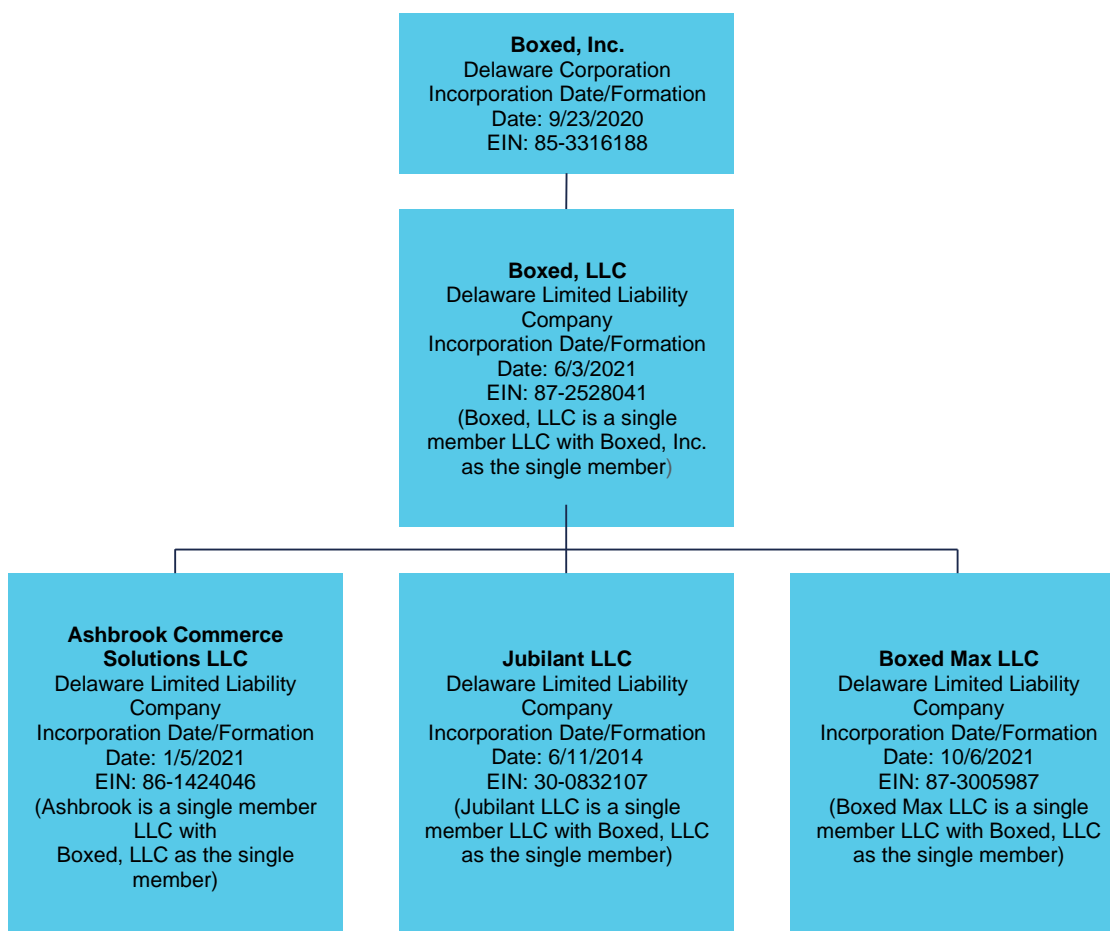 Boxed, Inc.
Delaware Corporation
Incorporation Date/Formation
Date: 9/23/2020
EIN: 85-3316188
Boxed, LLC
Delaware Limited Liability
Company
Incorporation Date/Formation
Date: 6/3/2021
EIN: 87-2528041
(Boxed, LLC is a single
member LLC with Boxed, Inc.
as the single member)
Ashbrook Commerce
Solutions LLC
Delaware Limited Liability
Company
Incorporation Date/Formation
Date: 1/5/2021
EIN: 86-1424046
(Ashbrook is a single member
LLC with
Boxed, LLC as the single
member)
Jubilant LLC
Delaware Limited Liability
Company
Incorporation Date/Formation
Date: 6/11/2014
EIN: 30-0832107
(Jubilant LLC is a single
member LLC with Boxed, LLC
as the single member)
Boxed Max LLC
Delaware Limited Liability
Company
Incorporation Date/Formation
Date: 10/6/2021
EIN: 87-3005987
(Boxed Max LLC is a single
member LLC with Boxed, LLC
as the single member)